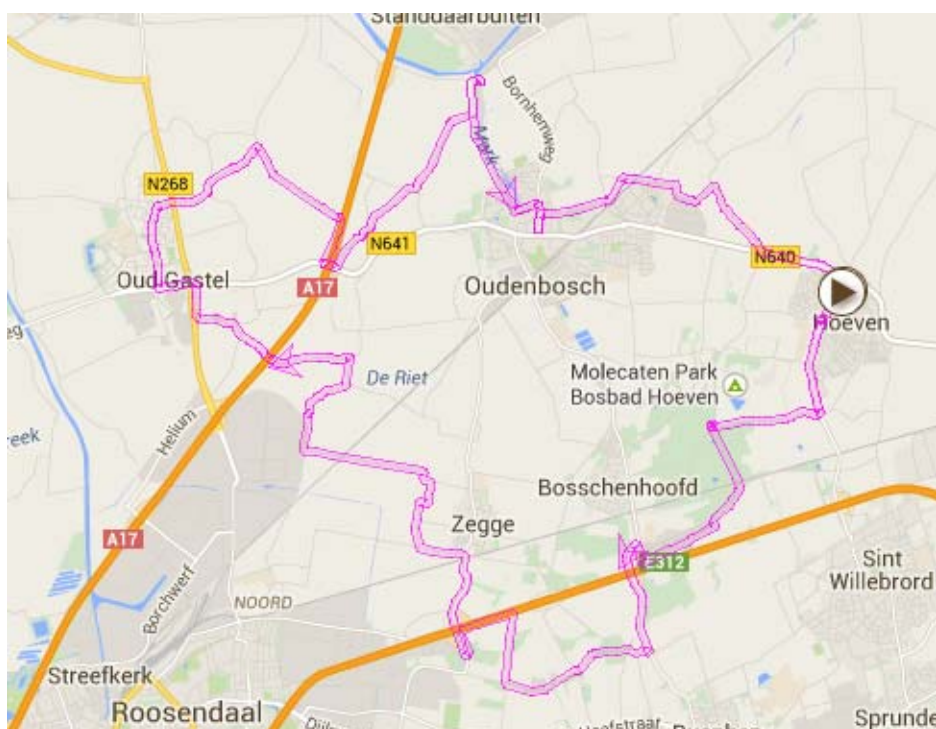 Standdaarbuiten
Bornhemweg
Mark
N268
N641
N640
Oud Gastel
A17
Oudenbosch
Hoeven
De Riet
Molecaten Park
Bosbad Hoeven
Helium
Bosschenhoofd
Zegge
A17
E312
Sint
Willebrord
Borchwerf
NOORD
Streefkerk
Roosendaal
Sprunde